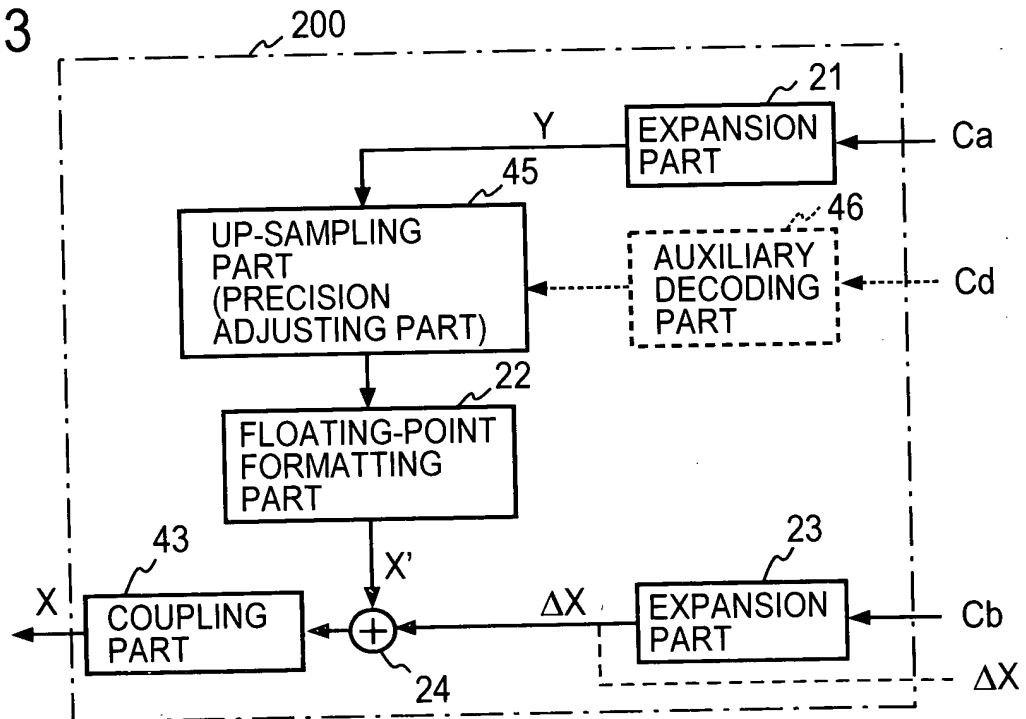 3
200
21
EXPANSION
PART
Ca
Y
45
UP-SAMPLING
PART
(PRECISION
ADJUSTING PART)
46
AUXILIARY
DECODING
PART
Cd
22
FLOATING-POINT
FORMATTING
PART
43
X'
23
X
COUPLING
PART
+
24
ΔX
EXPANSION
PART
Cb
ΔX